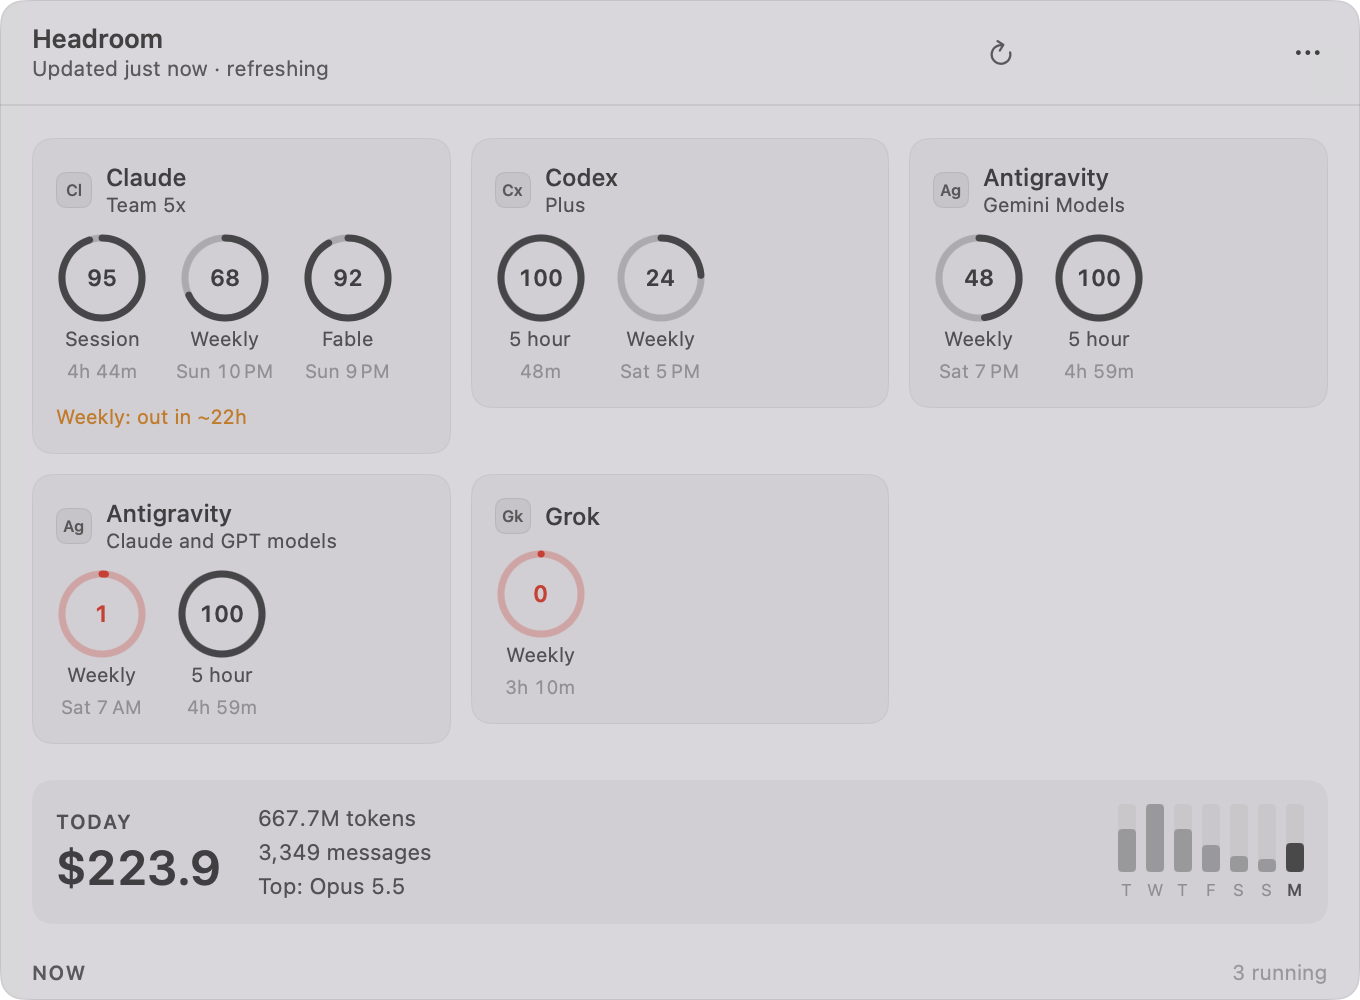 Headroom
Updated just now · refreshing
Cl
Claude
Team 5x
95
68
92
Session
Weekly
Fable
4h 44m
Sun 10 PM
Sun 9 PM
Weekly: out in ~22h
Cx
Codex
Plus
100
24
5 hour
Weekly
48m
Sat 5 PM
Ag
Antigravity
Gemini Models
48
100
Weekly
5 hour
Sat 7 PM
4h 59m
Ag
Antigravity
Claude and GPT models
1
100
Weekly
5 hour
Sat 7 AM
4h 59m
Gk
Grok
0
Weekly
3h 10m
TODAY
$223.9
667.7M tokens
3,349 messages
Top: Opus 5.5
T W T F S S M
NOW
3 running